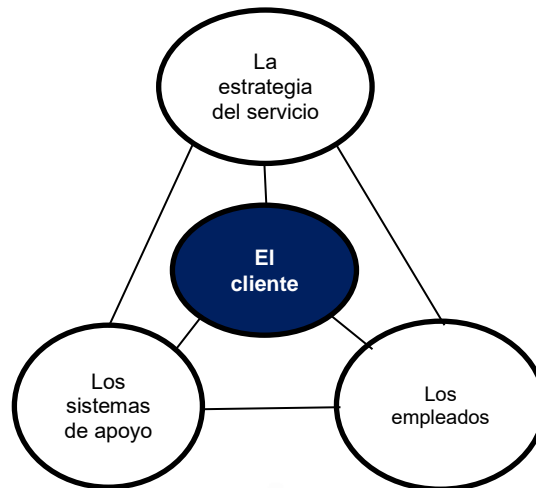 La
estrategia
del servicio
El
cliente
Los
sistemas
de apoyo
Los
empleados